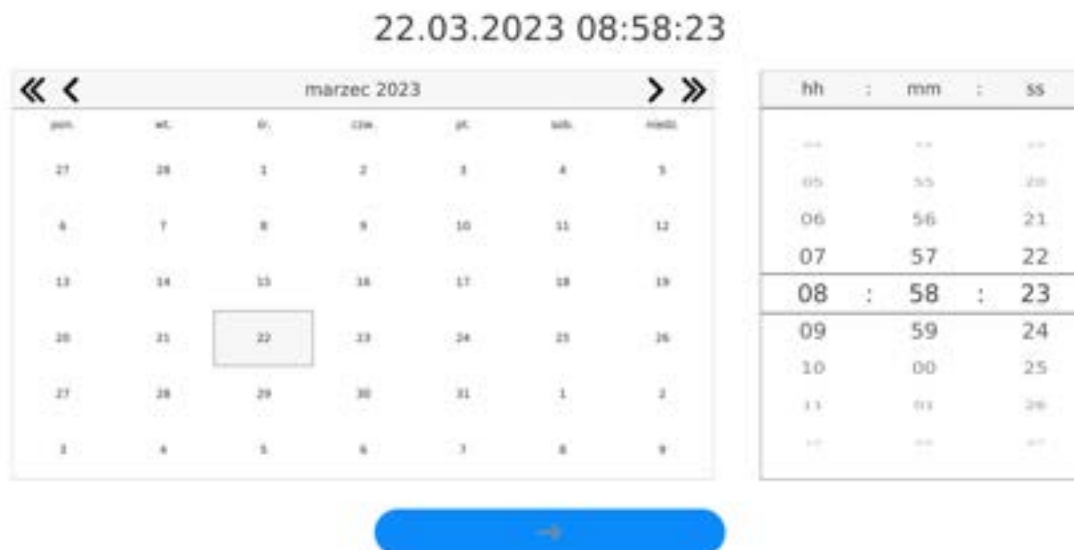 22.03.2023 08:58:23
marzec 2023
pon. wt. śr. czw. pt. sob. niedz.
27 28 1 2 3 4 5
6 7 8 9 10 11 12
13 14 15 16 17 18 19
20 21 22 23 24 25 26
27 28 29 30 31 1 2
3 4 5 6 7 8 9
hh : mm : ss
05 55 20
06 56 21
07 57 22
08 : 58 : 23
09 59 24
10 00 25
11 01 26